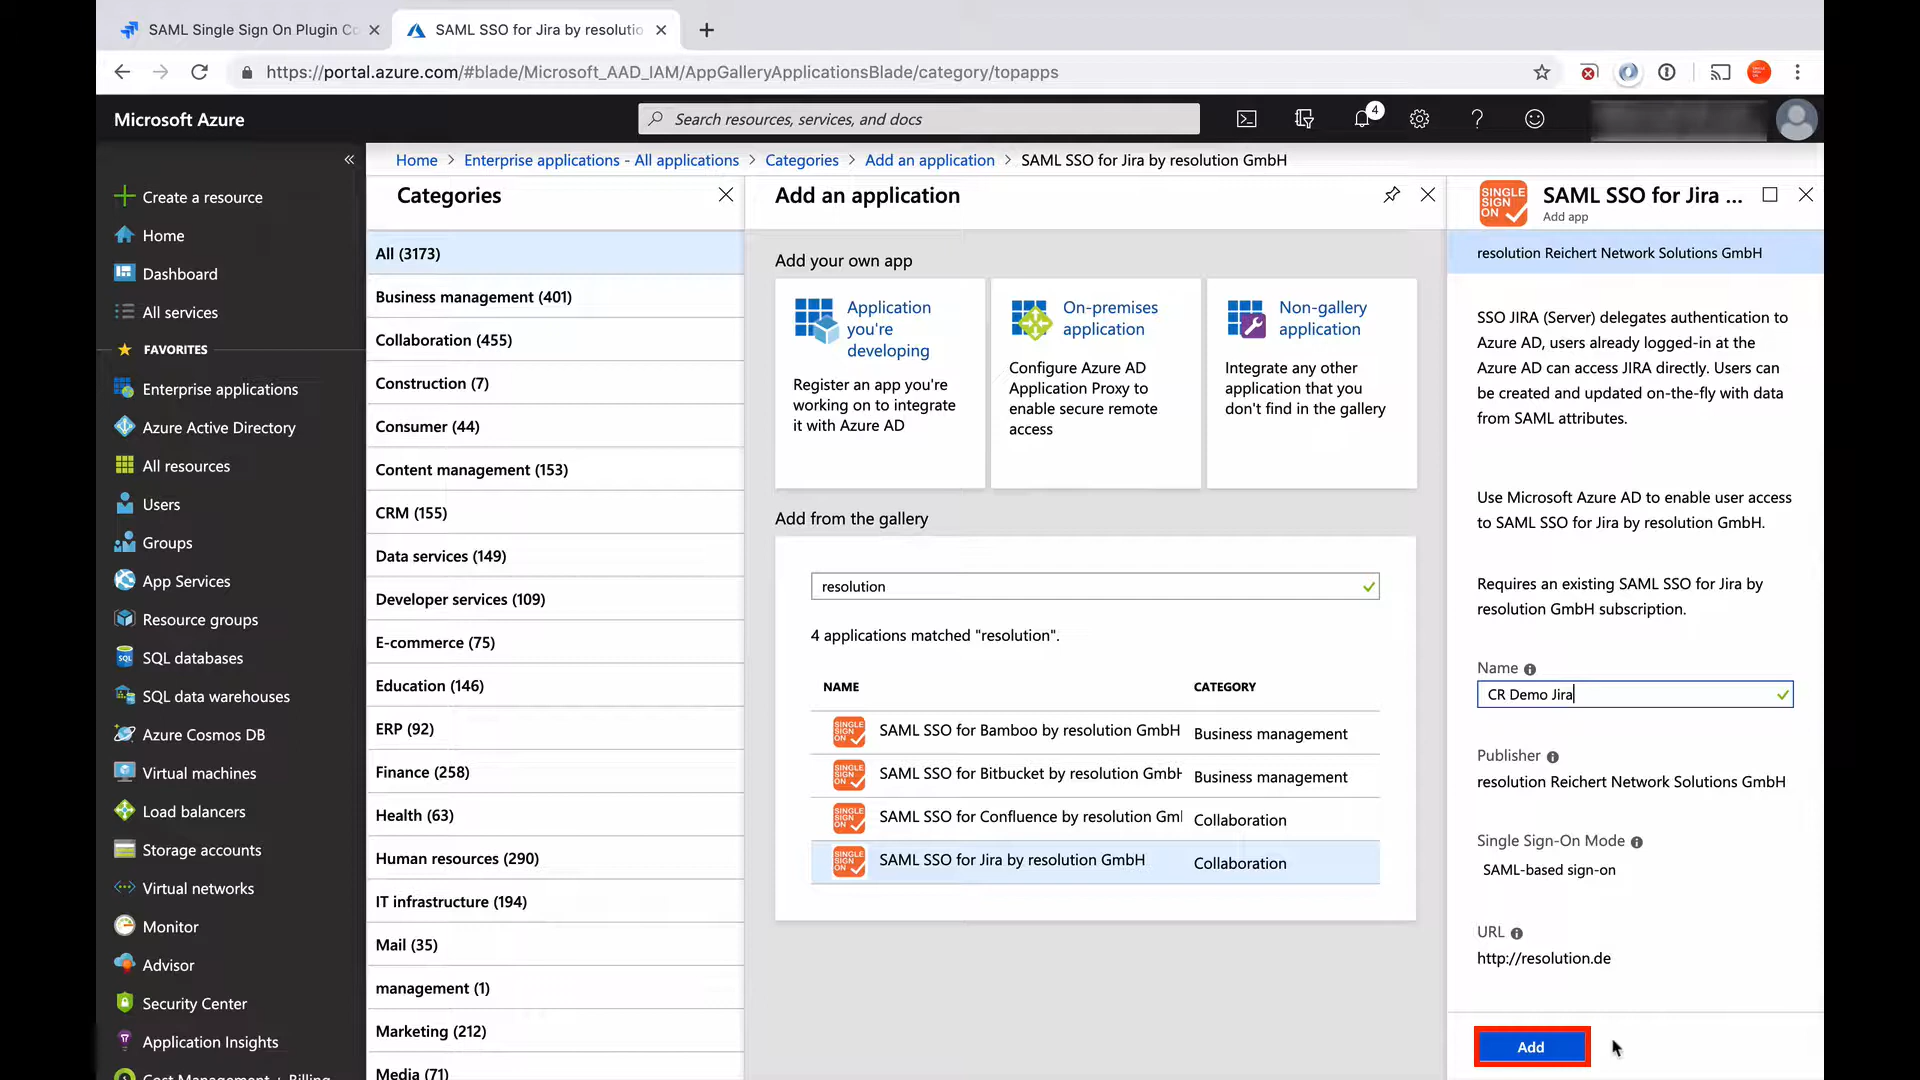 SAML Single Sign On Plugin Co
SAML SSO for Jira by resolutio
https://portal.azure.com/#blade/Microsoft_AAD_IAM/AppGalleryApplicationsBlade/category/topapps
Microsoft Azure
Search resources, services, and docs
4
Home > Enterprise applications - All applications > Categories > Add an application > SAML SSO for Jira by resolution GmbH
Create a resource
Home
Dashboard
All services
FAVORITES
Enterprise applications
Azure Active Directory
All resources
Users
Groups
App Services
Resource groups
SQL databases
SQL data warehouses
Azure Cosmos DB
Virtual machines
Load balancers
Storage accounts
Virtual networks
Monitor
Advisor
Security Center
Application Insights
Cost Management + Billing
Categories
All (3173)
Business management (401)
Collaboration (455)
Construction (7)
Consumer (44)
Content management (153)
CRM (155)
Data services (149)
Developer services (109)
E-commerce (75)
Education (146)
ERP (92)
Finance (258)
Health (63)
Human resources (290)
IT infrastructure (194)
Mail (35)
management (1)
Marketing (212)
Media (71)
Add an application
Add your own app
Application
you're
developing
Register an app you're
working on to integrate
it with Azure AD
On-premises
application
Configure Azure AD
Application Proxy to
enable secure remote
access
Non-gallery
application
Integrate any other
application that you
don't find in the gallery
Add from the gallery
resolution
4 applications matched "resolution".
NAME CATEGORY
SINGLE
SIGN
ON
SAML SSO for Bamboo by resolution GmbH Business management
SINGLE
SIGN
ON
SAML SSO for Bitbucket by resolution GmbH Business management
SINGLE
SIGN
ON
SAML SSO for Confluence by resolution Gml Collaboration
SINGLE
SIGN
ON
SAML SSO for Jira by resolution GmbH Collaboration
SINGLE
SIGN
ON
SAML SSO for Jira ...
Add app
resolution Reichert Network Solutions GmbH
SSO JIRA (Server) delegates authentication to
Azure AD, users already logged-in at the
Azure AD can access JIRA directly. Users can
be created and updated on-the-fly with data
from SAML attributes.
Use Microsoft Azure AD to enable user access
to SAML SSO for Jira by resolution GmbH.
Requires an existing SAML SSO for Jira by
resolution GmbH subscription.
Name
CR Demo Jira
Publisher
resolution Reichert Network Solutions GmbH
Single Sign-On Mode
SAML-based sign-on
URL
http://resolution.de
Add